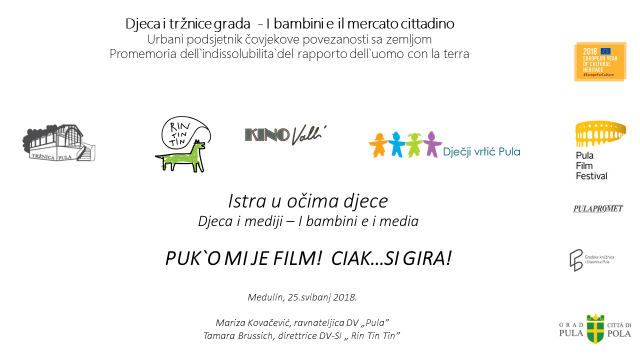 Djeca i tržnice grada - I bambini e il mercato cittadino
Urbani podsjetnik čovjekove povezanosti sa zemljom
Promemoria dell`indissolubilita`del rapporto dell`uomo con la terra
2018
EUROPEAN YEAR
OF CULTURAL
HERITAGE
#EuropeForCulture
TRŽNICA PULA
RIN
TIN
TIN
KINO Valli
Dječji vrtić Pula
Pula
Film
Festival
Istra u očima djece
Djeca i mediji – I bambini e i media
PULAPROMET
PUK`O MI JE FILM! CIAK...SI GIRA!
Gradska knjižnica
i čitaonica Pula
Medulin, 25.svibanj 2018.
Mariza Kovačević, ravnateljica DV „Pula”
Tamara Brussich, direttrice DV-SI „ Rin Tin Tin”
GRAD PULA
CITTÀ DI POLA